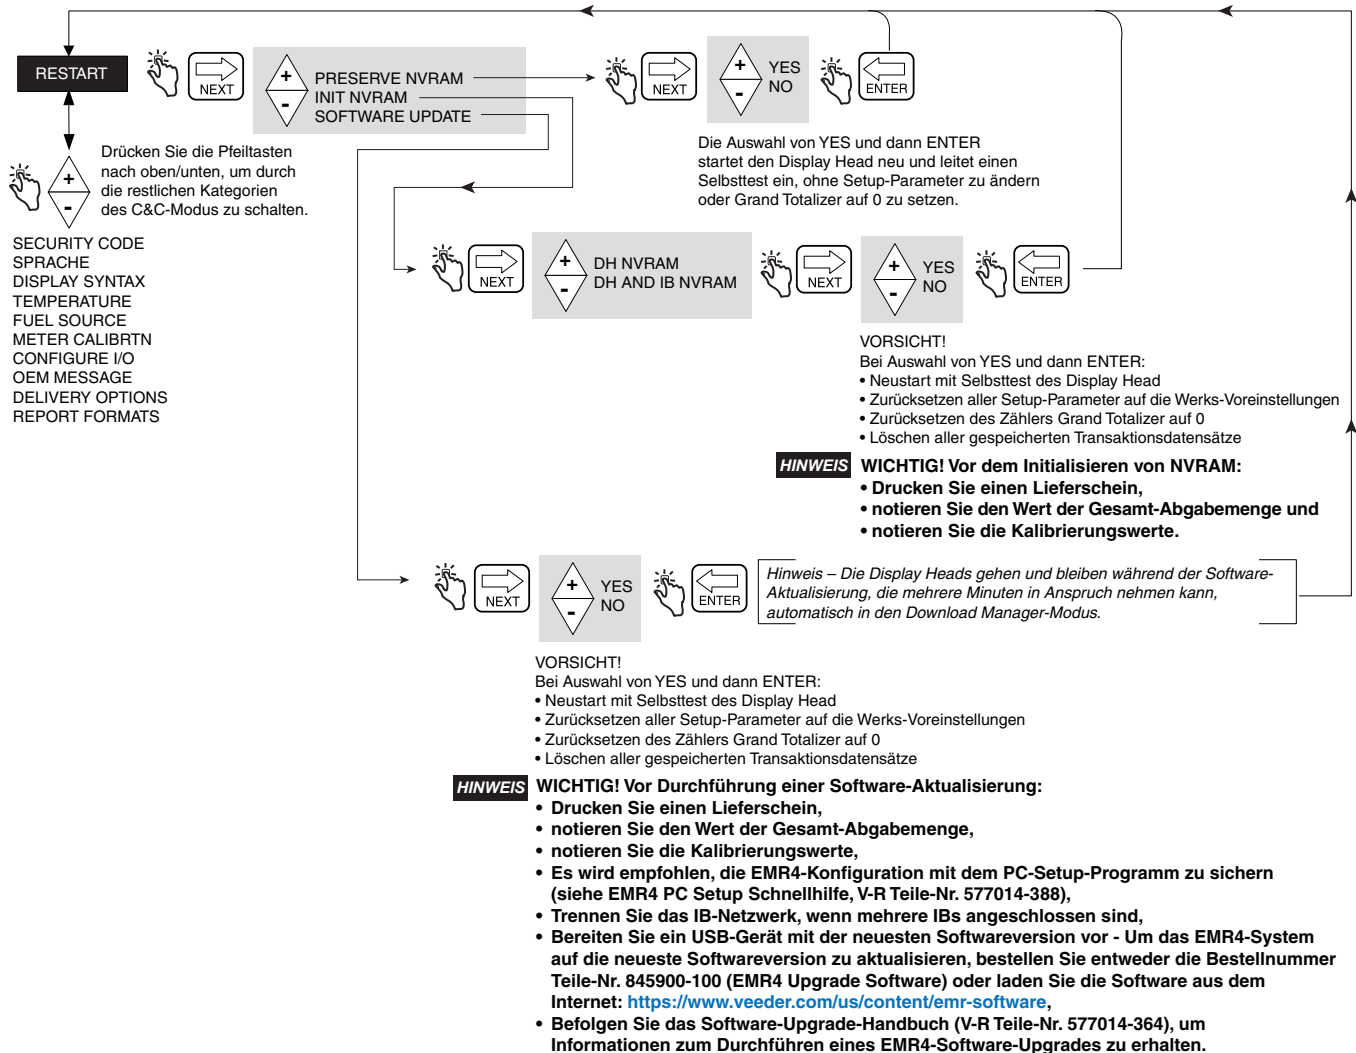 RESTART
NEXT
+
-
PRESERVE NVRAM
INIT NVRAM
SOFTWARE UPDATE
NEXT
+
-
YES
NO
ENTER
Die Auswahl von YES und dann ENTER
startet den Display Head neu und leitet einen
Selbsttest ein, ohne Setup-Parameter zu ändern
oder Grand Totalizer auf 0 zu setzen.
+
-
Drücken Sie die Pfeiltasten
nach oben/unten, um durch
die restlichen Kategorien
des C&C-Modus zu schalten.
SECURITY CODE
SPRACHE
DISPLAY SYNTAX
TEMPERATURE
FUEL SOURCE
METER CALIBRTN
CONFIGURE I/O
OEM MESSAGE
DELIVERY OPTIONS
REPORT FORMATS
NEXT
+
-
DH NVRAM
DH AND IB NVRAM
NEXT
+
-
YES
NO
ENTER
VORSICHT!
Bei Auswahl von YES und dann ENTER:
• Neustart mit Selbsttest des Display Head
• Zurücksetzen aller Setup-Parameter auf die Werks-Voreinstellungen
• Zurücksetzen des Zählers Grand Totalizer auf 0
• Löschen aller gespeicherten Transaktionsdatensätze
HINWEIS WICHTIG! Vor dem Initialisieren von NVRAM:
• Drucken Sie einen Lieferschein,
• notieren Sie den Wert der Gesamt-Abgabemenge und
• notieren Sie die Kalibrierungswerte.
NEXT
+
-
YES
NO
ENTER
Hinweis – Die Display Heads gehen und bleiben während der Software-
Aktualisierung, die mehrere Minuten in Anspruch nehmen kann,
automatisch in den Download Manager-Modus.
VORSICHT!
Bei Auswahl von YES und dann ENTER:
• Neustart mit Selbsttest des Display Head
• Zurücksetzen aller Setup-Parameter auf die Werks-Voreinstellungen
• Zurücksetzen des Zählers Grand Totalizer auf 0
• Löschen aller gespeicherten Transaktionsdatensätze
HINWEIS WICHTIG! Vor Durchführung einer Software-Aktualisierung:
• Drucken Sie einen Lieferschein,
• notieren Sie den Wert der Gesamt-Abgabemenge,
• notieren Sie die Kalibrierungswerte,
• Es wird empfohlen, die EMR4-Konfiguration mit dem PC-Setup-Programm zu sichern
(siehe EMR4 PC Setup Schnellhilfe, V-R Teile-Nr. 577014-388),
• Trennen Sie das IB-Netzwerk, wenn mehrere IBs angeschlossen sind,
• Bereiten Sie ein USB-Gerät mit der neuesten Softwareversion vor - Um das EMR4-System
auf die neueste Softwareversion zu aktualisieren, bestellen Sie entweder die Bestellnummer
Teile-Nr. 845900-100 (EMR4 Upgrade Software) oder laden Sie die Software aus dem
Internet: https://www.veeder.com/us/content/emr-software,
• Befolgen Sie das Software-Upgrade-Handbuch (V-R Teile-Nr. 577014-364), um
Informationen zum Durchführen eines EMR4-Software-Upgrades zu erhalten.